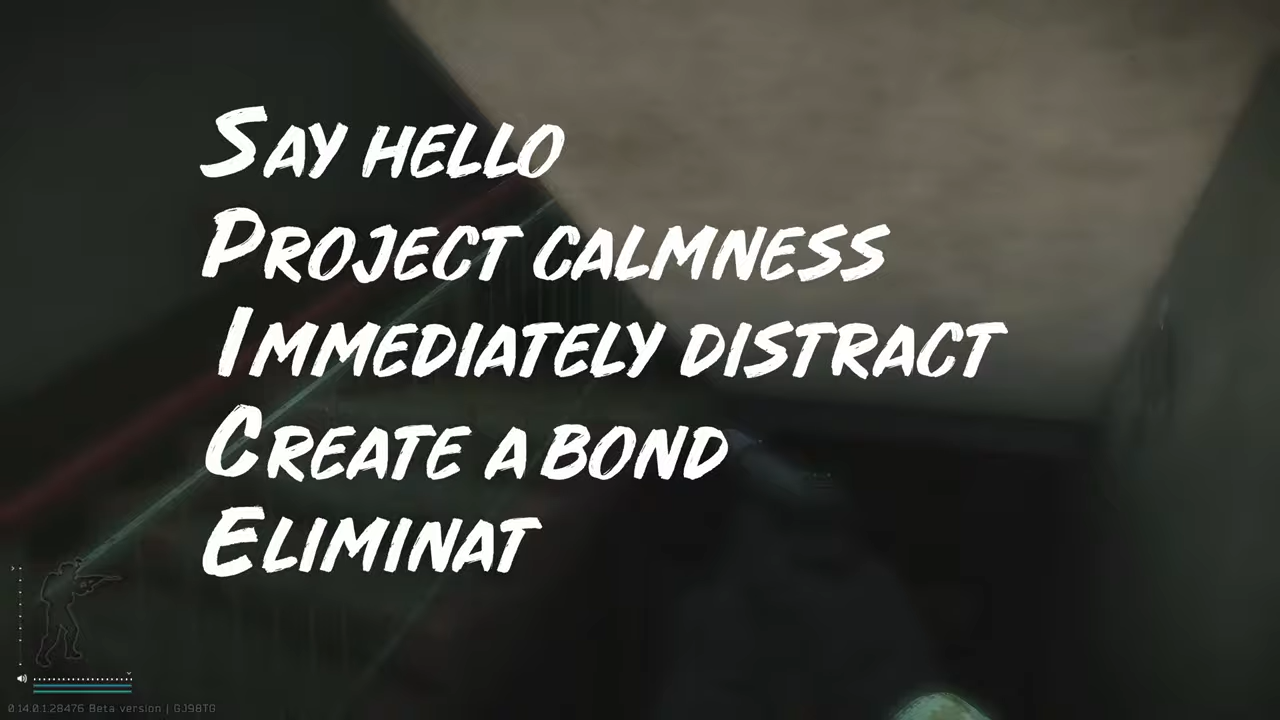 Say hello
Project calmness
Immediately distract
Create a bond
Eliminat
0.14.0.1.28476 Beta version | GJ98TG